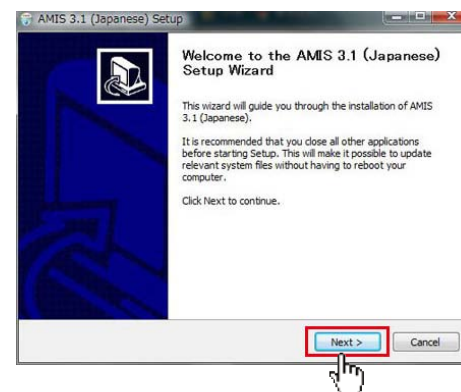 AMIS 3.1 (Japanese) Setup
Welcome to the AMIS 3.1 (Japanese)
Setup Wizard
This wizard will guide you through the installation of AMIS
3.1 (Japanese).
It is recommended that you close all other applications
before starting Setup. This will make it possible to update
relevant system files without having to reboot your
computer.
Click Next to continue.
Next >
Cancel